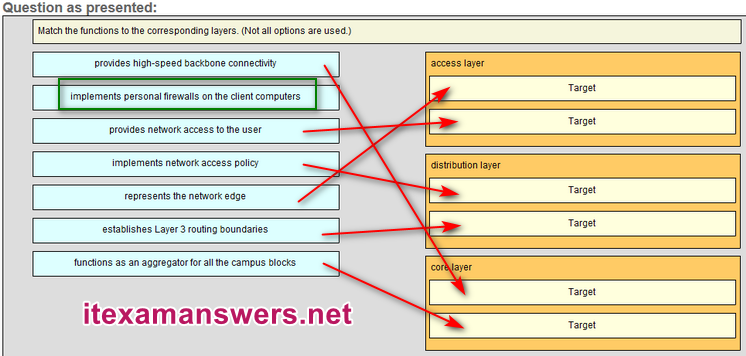 Question as presented:
Match the functions to the corresponding layers. (Not all options are used.)
provides high-speed backbone connectivity
implements personal firewalls on the client computers
provides network access to the user
implements network access policy
represents the network edge
establishes Layer 3 routing boundaries
functions as an aggregator for all the campus blocks
access layer
Target
Target
distribution layer
Target
Target
core layer
Target
Target
itexamanswers.net